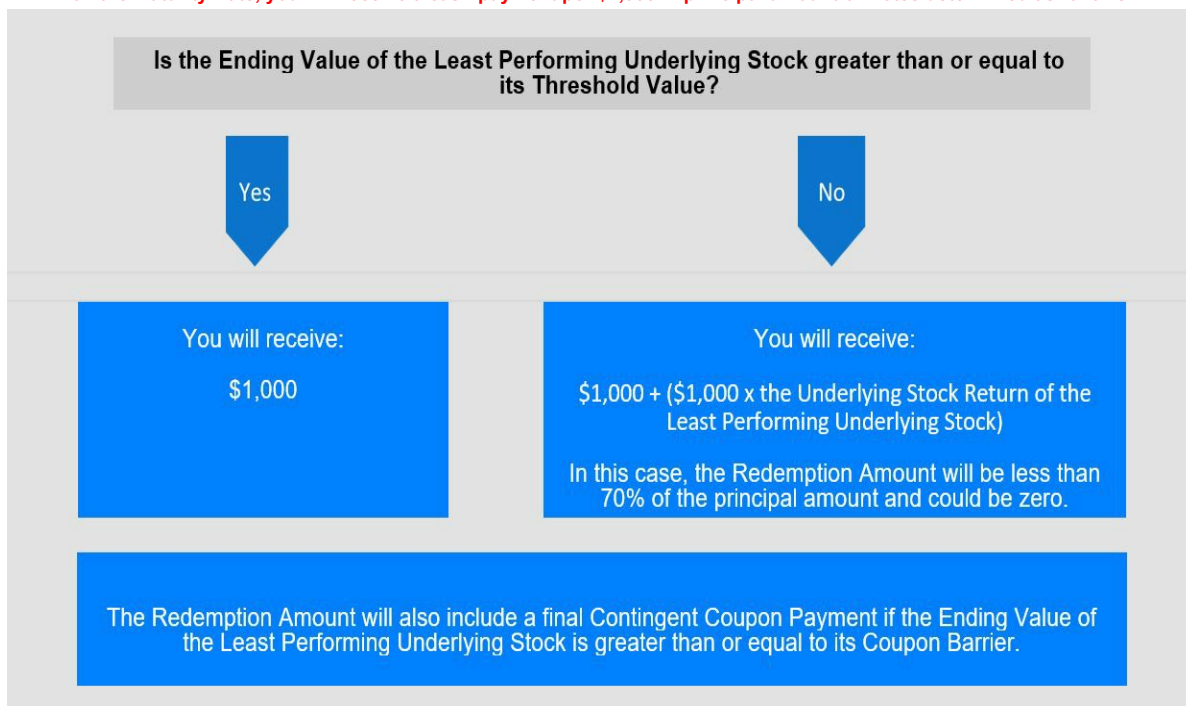 Is the Ending Value of the Least Performing Underlying Stock greater than or equal to
its Threshold Value?
Yes
No
You will receive:
$1,000
You will receive:
$1,000 + ($1,000 x the Underlying Stock Return of the
Least Performing Underlying Stock)
In this case, the Redemption Amount will be less than
70% of the principal amount and could be zero.
The Redemption Amount will also include a final Contingent Coupon Payment if the Ending Value of
the Least Performing Underlying Stock is greater than or equal to its Coupon Barrier.